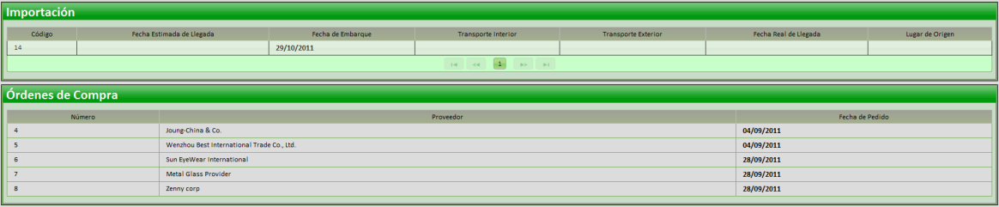 Importación
Código Fecha Estimada de Llegada Fecha de Embarque Transporte Interior Transporte Exterior Fecha Real de Llegada Lugar de Origen
14 29/10/2011
1
Órdenes de Compra
Número Proveedor Fecha de Pedido
4 Joung-China & Co. 04/09/2011
5 Wenzhou Best International Trade Co., Ltd. 04/09/2011
6 Sun EyeWear International 28/09/2011
7 Metal Glass Provider 28/09/2011
8 Zenny corp 28/09/2011